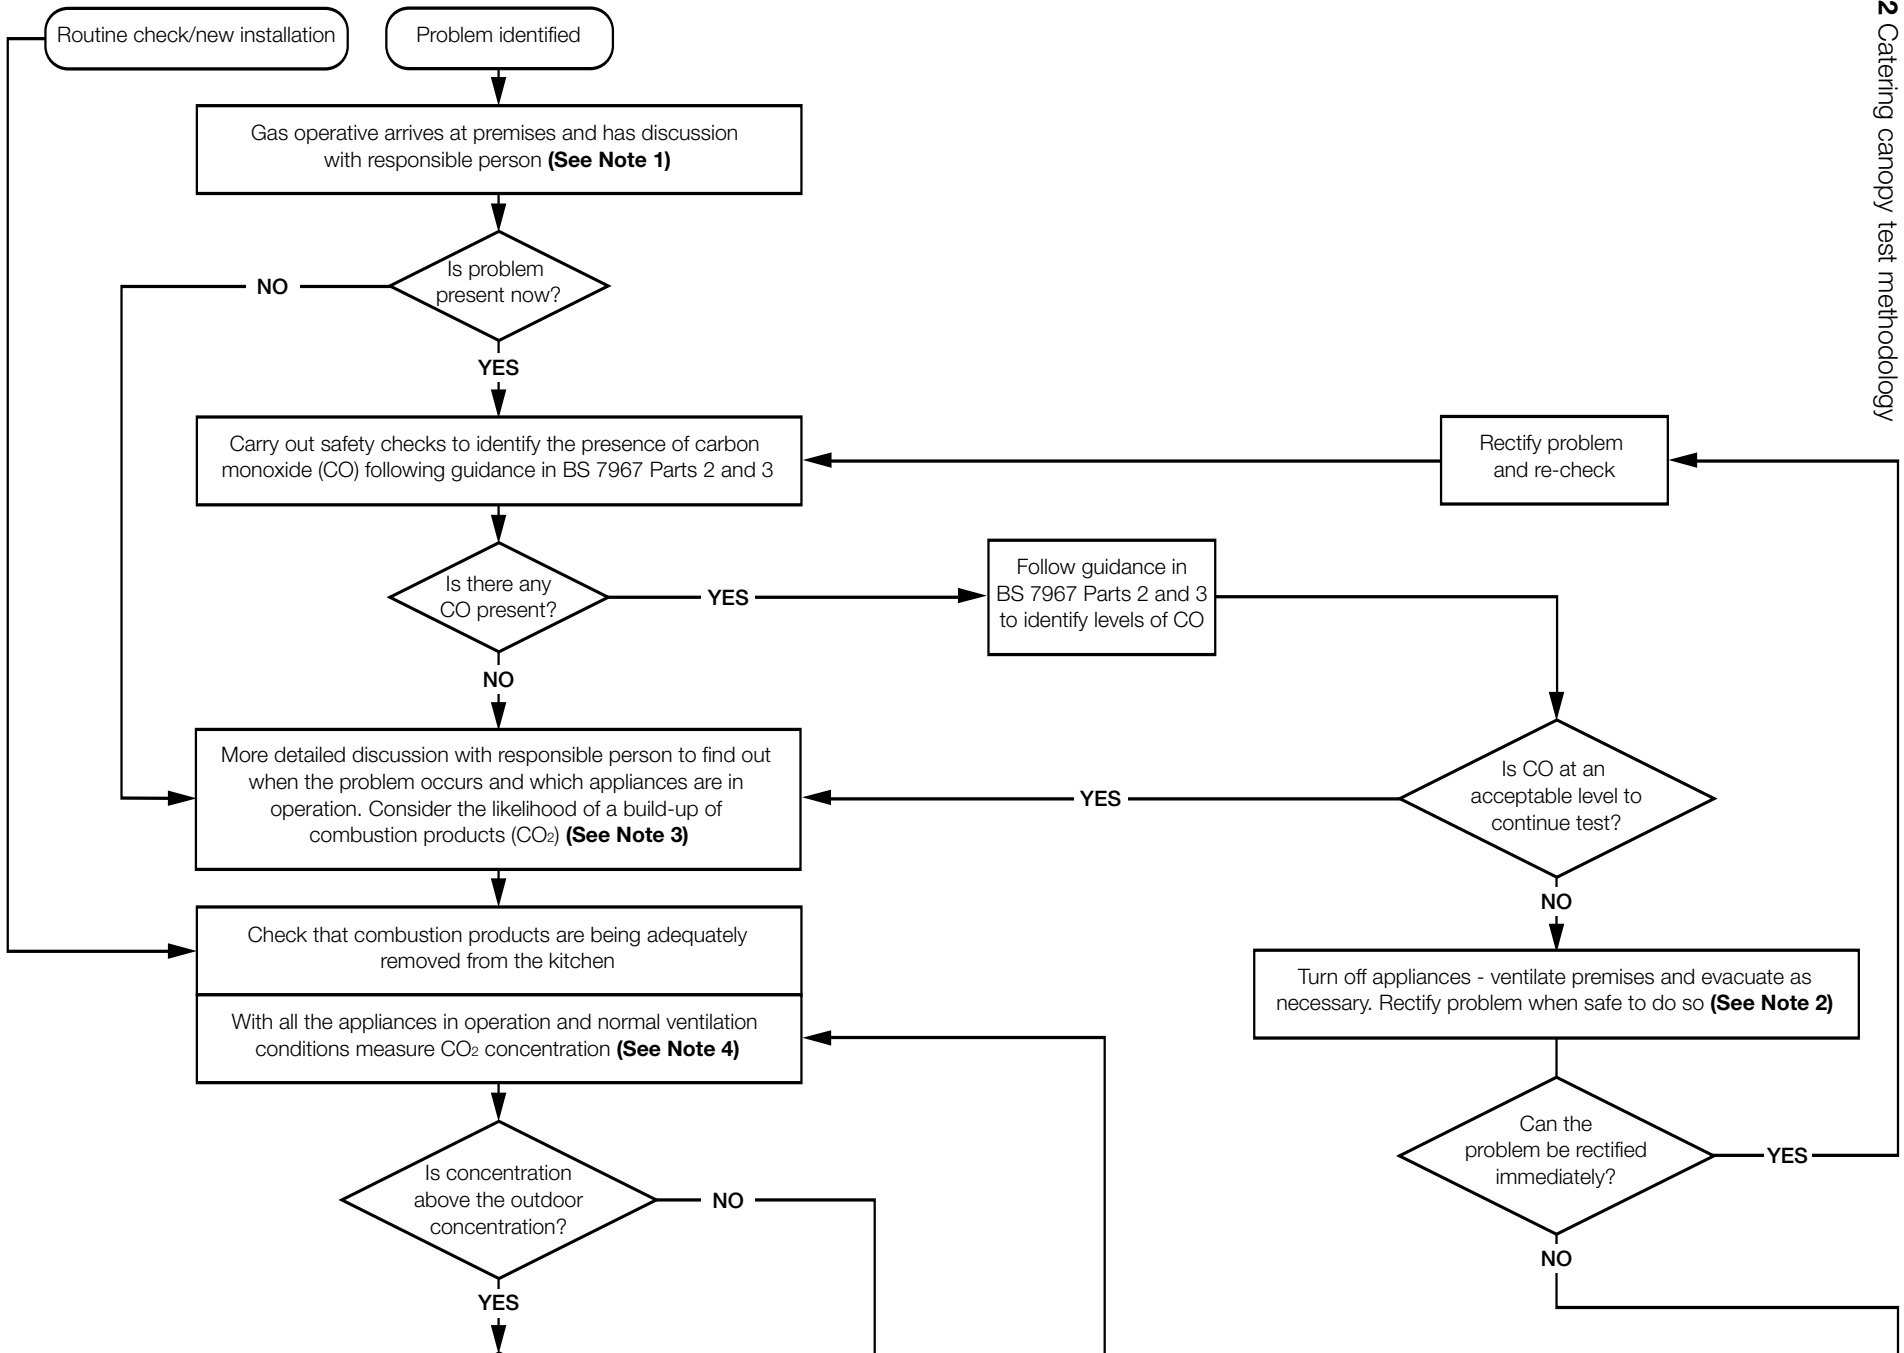 2 Catering canopy test methodology
Routine check/new installation
Problem identified
Gas operative arrives at premises and has discussion
with responsible person (See Note 1)
Is problem
present now?
NO
YES
Carry out safety checks to identify the presence of carbon
monoxide (CO) following guidance in BS 7967 Parts 2 and 3
Rectify problem
and re-check
Is there any
CO present?
YES
Follow guidance in
BS 7967 Parts 2 and 3
to identify levels of CO
NO
More detailed discussion with responsible person to find out
when the problem occurs and which appliances are in
operation. Consider the likelihood of a build-up of
combustion products (CO2) (See Note 3)
YES
Is CO at an
acceptable level to
continue test?
NO
Check that combustion products are being adequately
removed from the kitchen
With all the appliances in operation and normal ventilation
conditions measure CO2 concentration (See Note 4)
Turn off appliances - ventilate premises and evacuate as
necessary. Rectify problem when safe to do so (See Note 2)
Can the
problem be rectified
immediately?
YES
NO
Is concentration
above the outdoor
concentration?
NO
YES